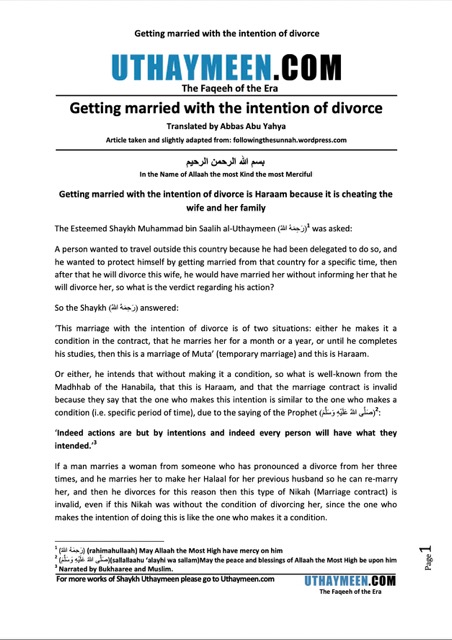 Getting married with the intention of divorce
UTHAYMEEN.COM
The Faqeeh of the Era
Getting married with the intention of divorce
Translated by Abbas Abu Yahya
Article taken and slightly adapted from: followingthesunnah.wordpress.com
بسم الله الرحمن الرحيم
In the Name of Allaah the most Kind the most Merciful
Getting married with the intention of divorce is Haraam because it is cheating the
wife and her family
The Esteemed Shaykh Muhammad bin Saalih al-Uthaymeen (رَحِمَهُ اللهُ)¹ was asked:
A person wanted to travel outside this country because he had been delegated to do so, and
he wanted to protect himself by getting married from that country for a specific time, then
after that he will divorce this wife, he would have married her without informing her that he
will divorce her, so what is the verdict regarding his action?
So the Shaykh (رَحِمَهُ اللهُ) answered:
‘This marriage with the intention of divorce is of two situations: either he makes it a
condition in the contract, that he marries her for a month or a year, or until he completes
his studies, then this is a marriage of Muta’ (temporary marriage) and this is Haraam.
Or either, he intends that without making it a condition, so what is well-known from the
Madhhab of the Hanabila, that this is Haraam, and that the marriage contract is invalid
because they say that the one who makes this intention is similar to the one who makes a
condition (i.e. specific period of time), due to the saying of the Prophet (صَلَّى اللهُ عَلَيْهِ وَسَلَّمَ)²:
‘Indeed actions are but by intentions and indeed every person will have what they
intended.’³
If a man marries a woman from someone who has pronounced a divorce from her three
times, and he marries her to make her Halaal for her previous husband so he can re-marry
her, and then he divorces for this reason then this type of Nikah (Marriage contract) is
invalid, even if this Nikah was without the condition of divorcing her, since the one who
makes the intention of doing this is like the one who makes it a condition.
¹ (رَحِمَهُ اللهُ) (rahimahullaah) May Allaah the Most High have mercy on him
² (صَلَّى اللهُ عَلَيْهِ وَسَلَّمَ)(sallallaahu ‘alayhi wa sallam)May the peace and blessings of Allaah the Most High be upon him
³ Narrated by Bukhaaree and Muslim.
For more works of Shaykh Uthaymeen please go to Uthaymeen.com
UTHAYMEEN.COM
The Faqeeh of the Era
Page 1